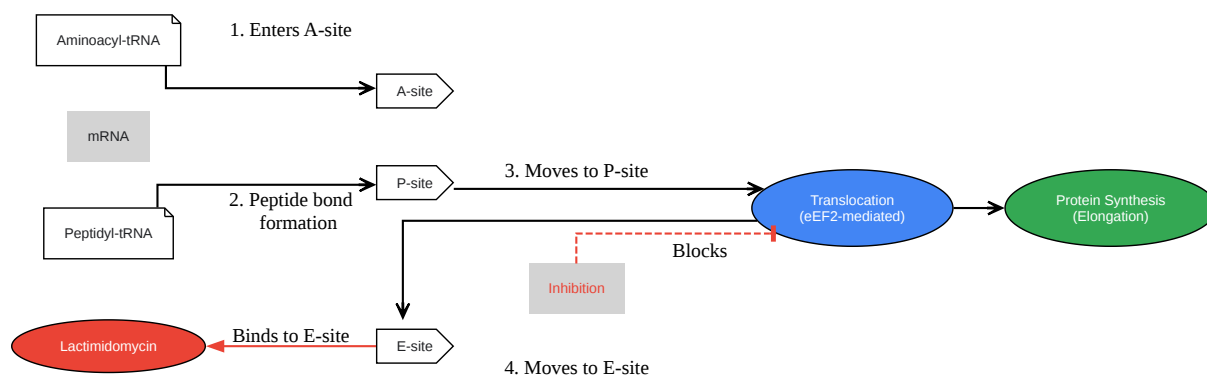 Aminoacyl-tRNA
1. Enters A-site
A-site
mRNA
P-site
3. Moves to P-site
2. Peptide bond
formation
Peptidyl-tRNA
Translocation
(eEF2-mediated)
Protein Synthesis
(Elongation)
Blocks
Inhibition
Lactimidomycin
Binds to E-site
E-site
4. Moves to E-site